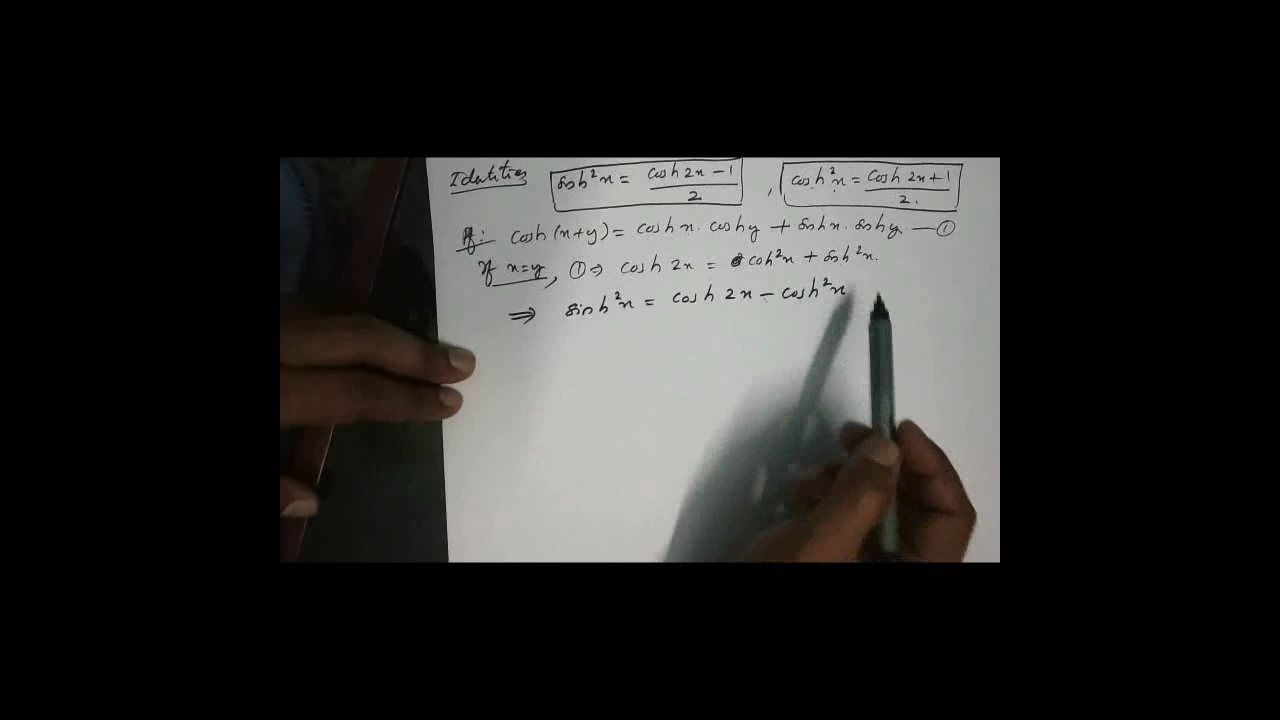 Identities sinh²x = (cosh 2x - 1)/2 , cosh²x = (cosh 2x + 1)/2.
Pf: cosh(x+y) = cosh x. cosh y + sinh x. sinh y — ①
If x=y, ① ⇒ cosh 2x = cosh²x + sinh²x.
⇒ sinh²x = cosh 2x - cosh²x